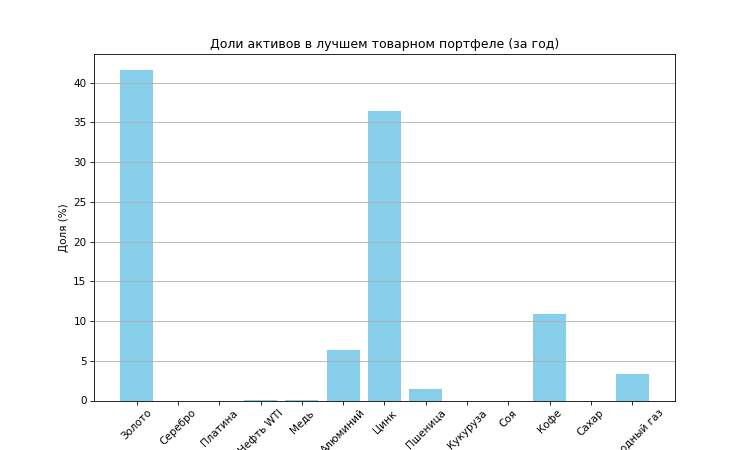 Доли активов в лучшем товарном портфеле (за год)
Доля (%)
40
35
30
25
20
15
10
5
0
Золото
Серебро
Платина
Нефть WTI
Медь
Алюминий
Цинк
Пшеница
Кукуруза
Соя
Кофе
Сахар
газ